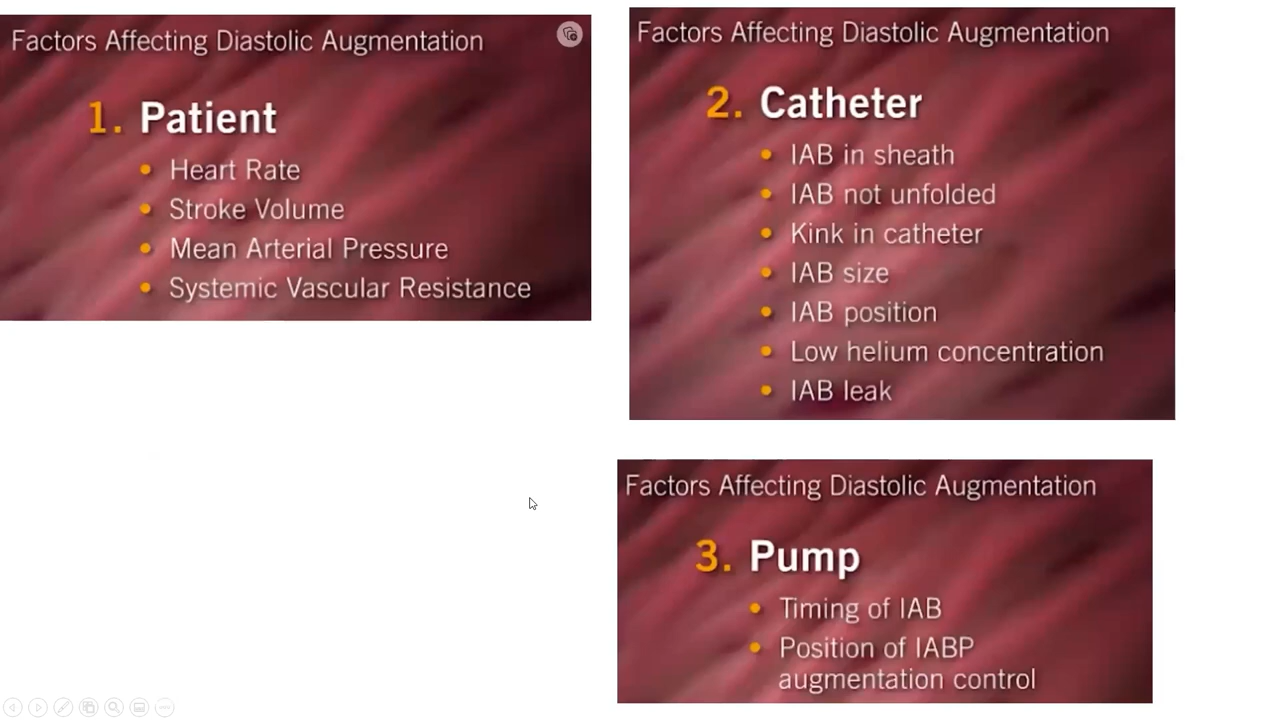 Factors Affecting Diastolic Augmentation
1. Patient
• Heart Rate
• Stroke Volume
• Mean Arterial Pressure
• Systemic Vascular Resistance
Factors Affecting Diastolic Augmentation
2. Catheter
• IAB in sheath
• IAB not unfolded
• Kink in catheter
• IAB size
• IAB position
• Low helium concentration
• IAB leak
Factors Affecting Diastolic Augmentation
3. Pump
• Timing of IAB
• Position of IABP
augmentation control